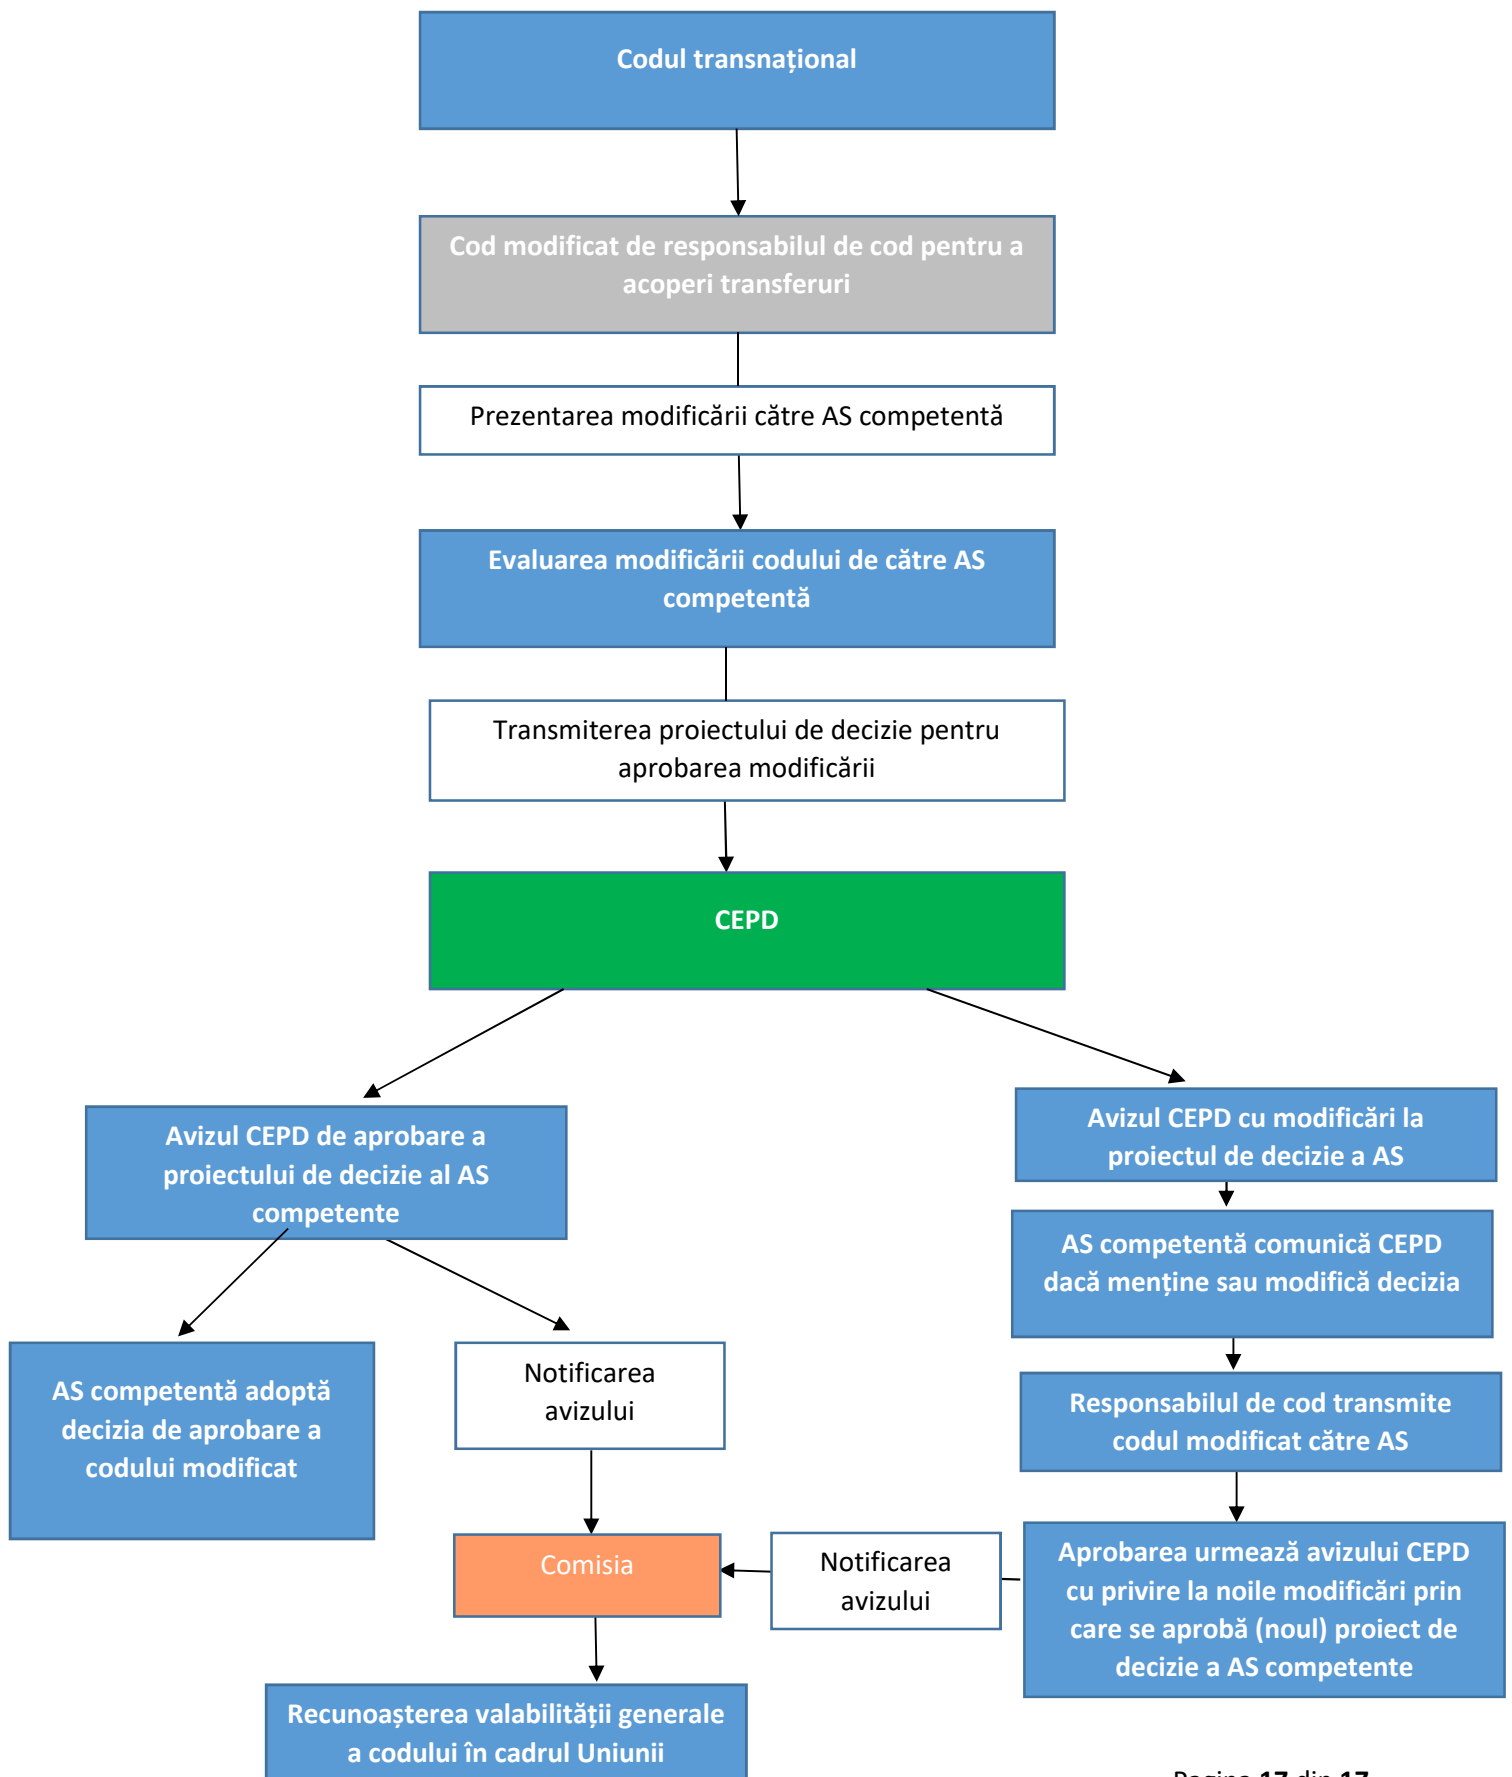 Codul transnațional
Cod modificat de responsabilul de cod pentru a
acoperi transferuri
Prezentarea modificării către AS competentă
Evaluarea modificării codului de către AS
competentă
Transmiterea proiectului de decizie pentru
aprobarea modificării
CEPD
Avizul CEPD de aprobare a
proiectului de decizie al AS
competente
AS competentă adoptă
decizia de aprobare a
codului modificat
Notificarea
avizului
Avizul CEPD cu modificări la
proiectul de decizie a AS
AS competentă comunică CEPD
dacă menține sau modifică decizia
Responsabilul de cod transmite
codul modificat către AS
Aprobarea urmează avizului CEPD
cu privire la noile modificări prin
care se aprobă (noul) proiect de
decizie a AS competente
Notificarea
avizului
Comisia
Recunoașterea valabilității generale
a codului în cadrul Uniunii
Pagina 17 din 17